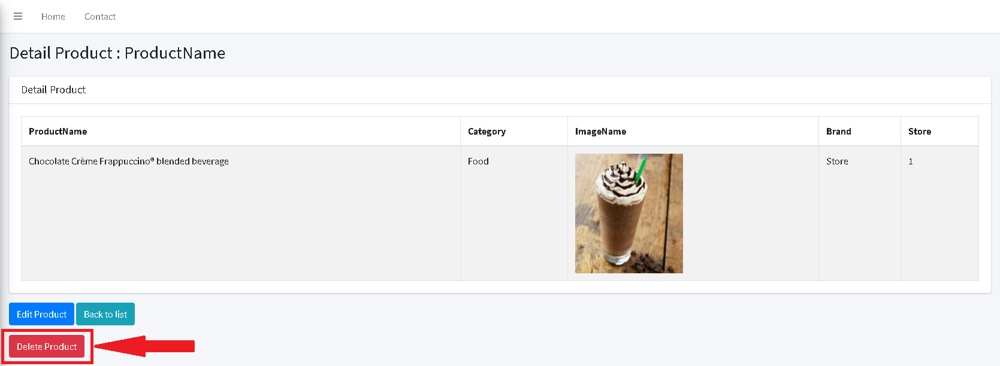 Home Contact
Detail Product : ProductName
Detail Product
ProductName Category ImageName Brand Store
Chocolate Crème Frappuccino® blended beverage Food Store 1
Edit Product Back to list
Delete Product